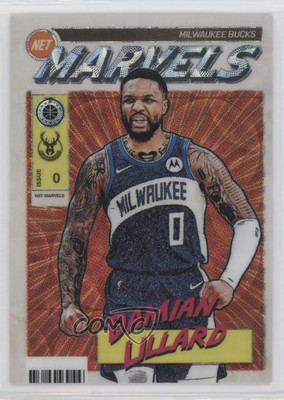 NET
MILWAUKEE BUCKS
MARVELS
ISSUE 0
NET MARVELS
MILWAUKEE
0
DAMIAN
LILLARD